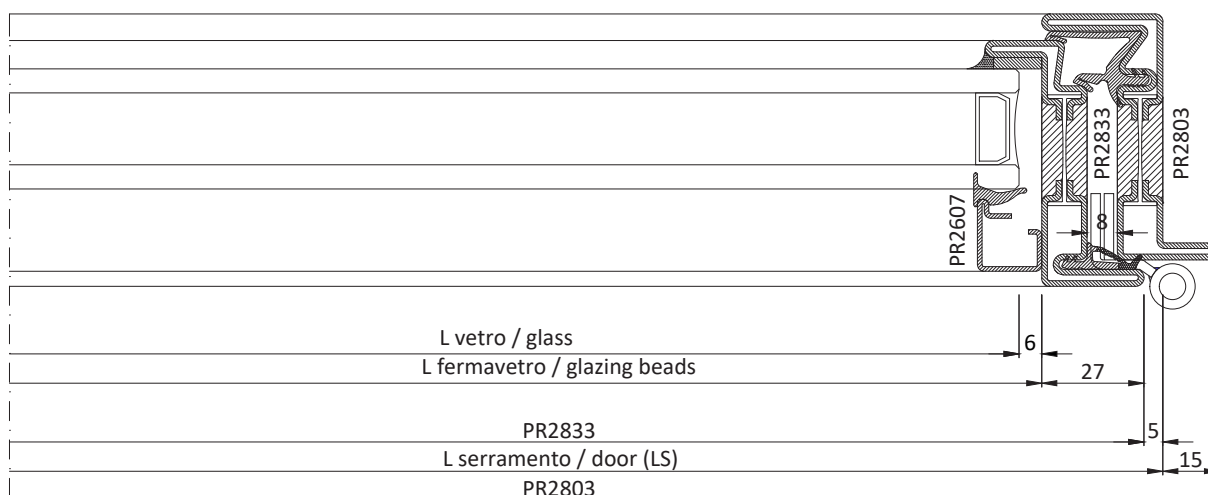 PR2833
PR2803
PR2607
8
L vetro / glass
6
L fermavetro / glazing beads
27
PR2833
5
L serramento / door (LS)
15
PR2803